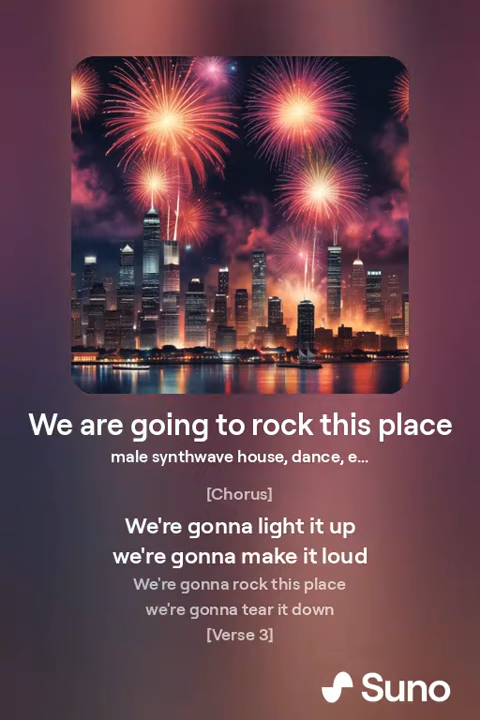 We are going to rock this place
male synthwave house, dance, e...
[Chorus]
We're gonna light it up
we're gonna make it loud
We're gonna rock this place
we're gonna tear it down
[Verse 3]
Suno